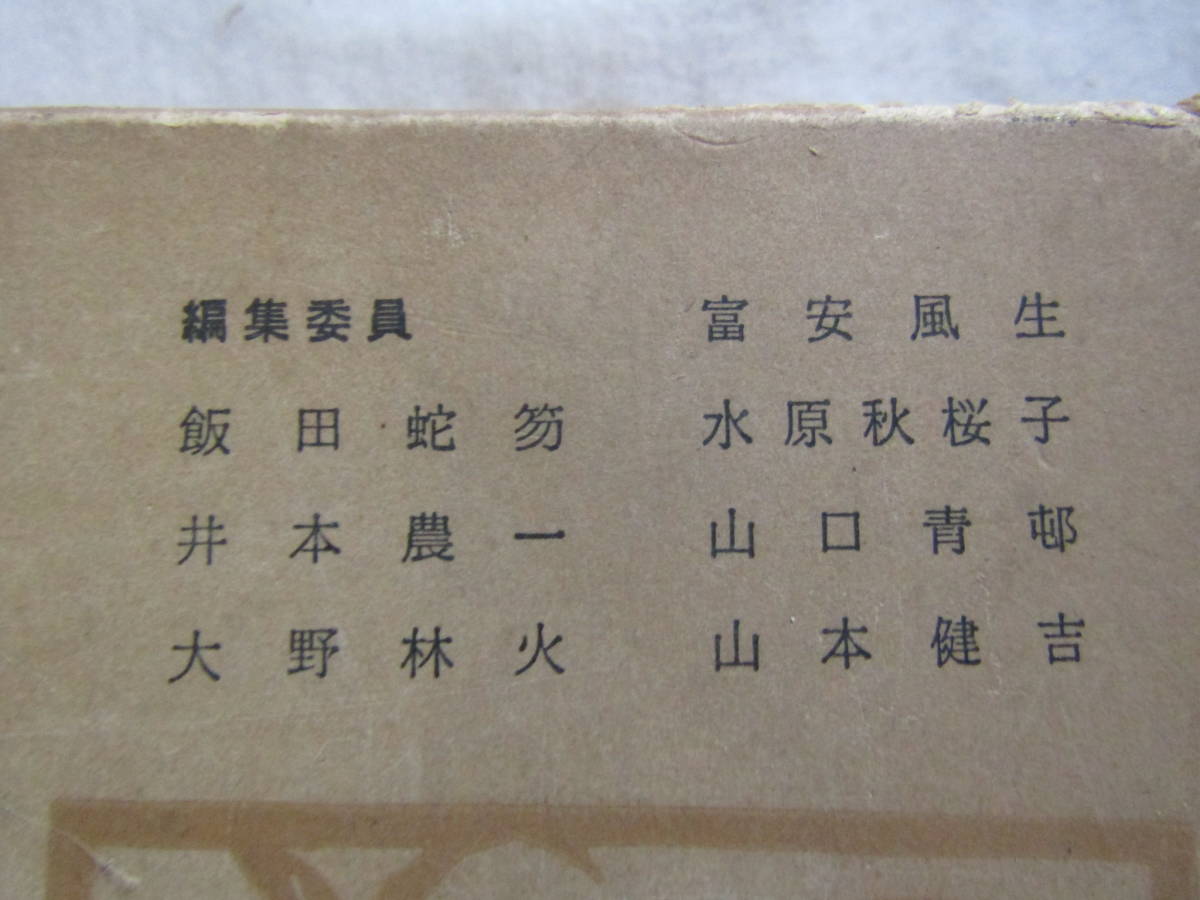 編集委員
飯田蛇笏
井本農一
大野林火
富安風生
水原秋桜子
山口青邨
山本健吉